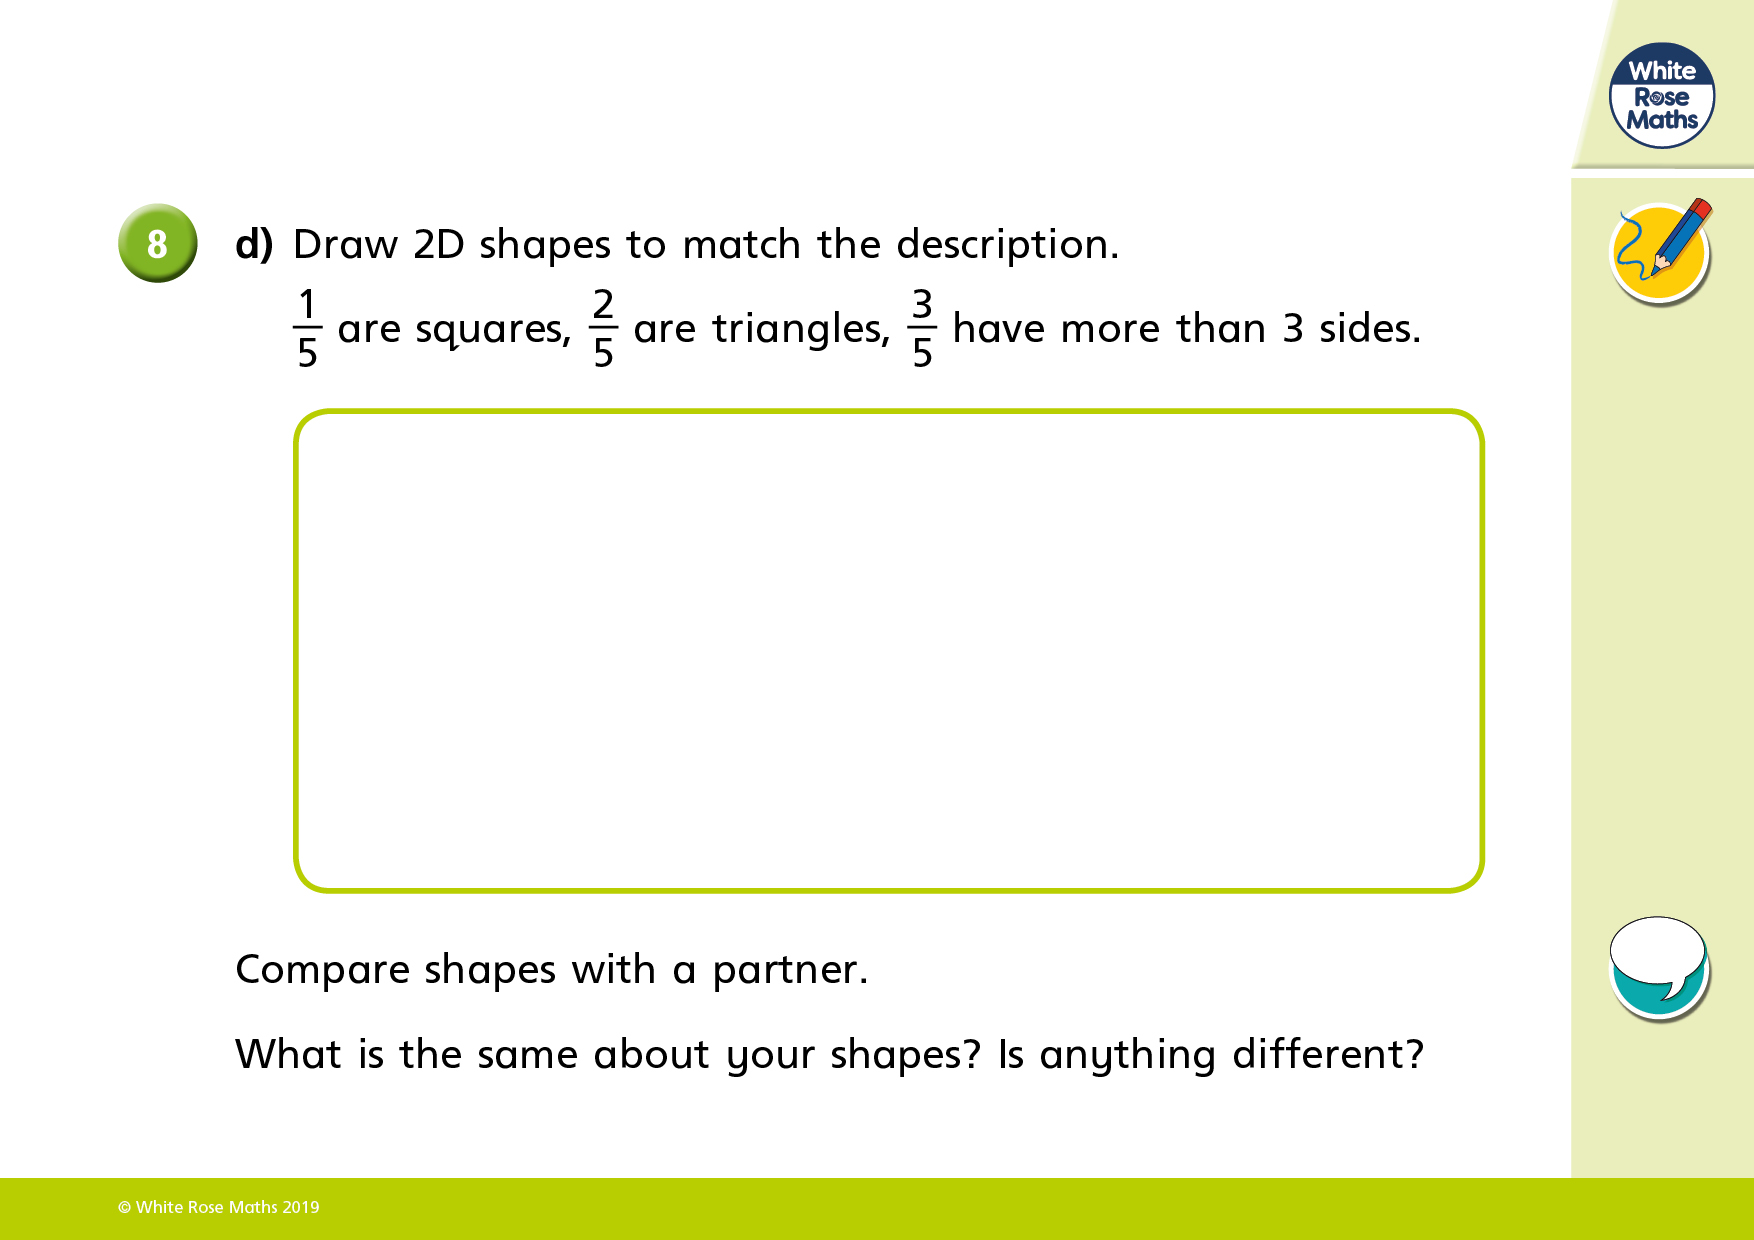 White
Rose
Maths
8 d) Draw 2D shapes to match the description.
1/5 are squares, 2/5 are triangles, 3/5 have more than 3 sides.
Compare shapes with a partner.
What is the same about your shapes? Is anything different?
© White Rose Maths 2019